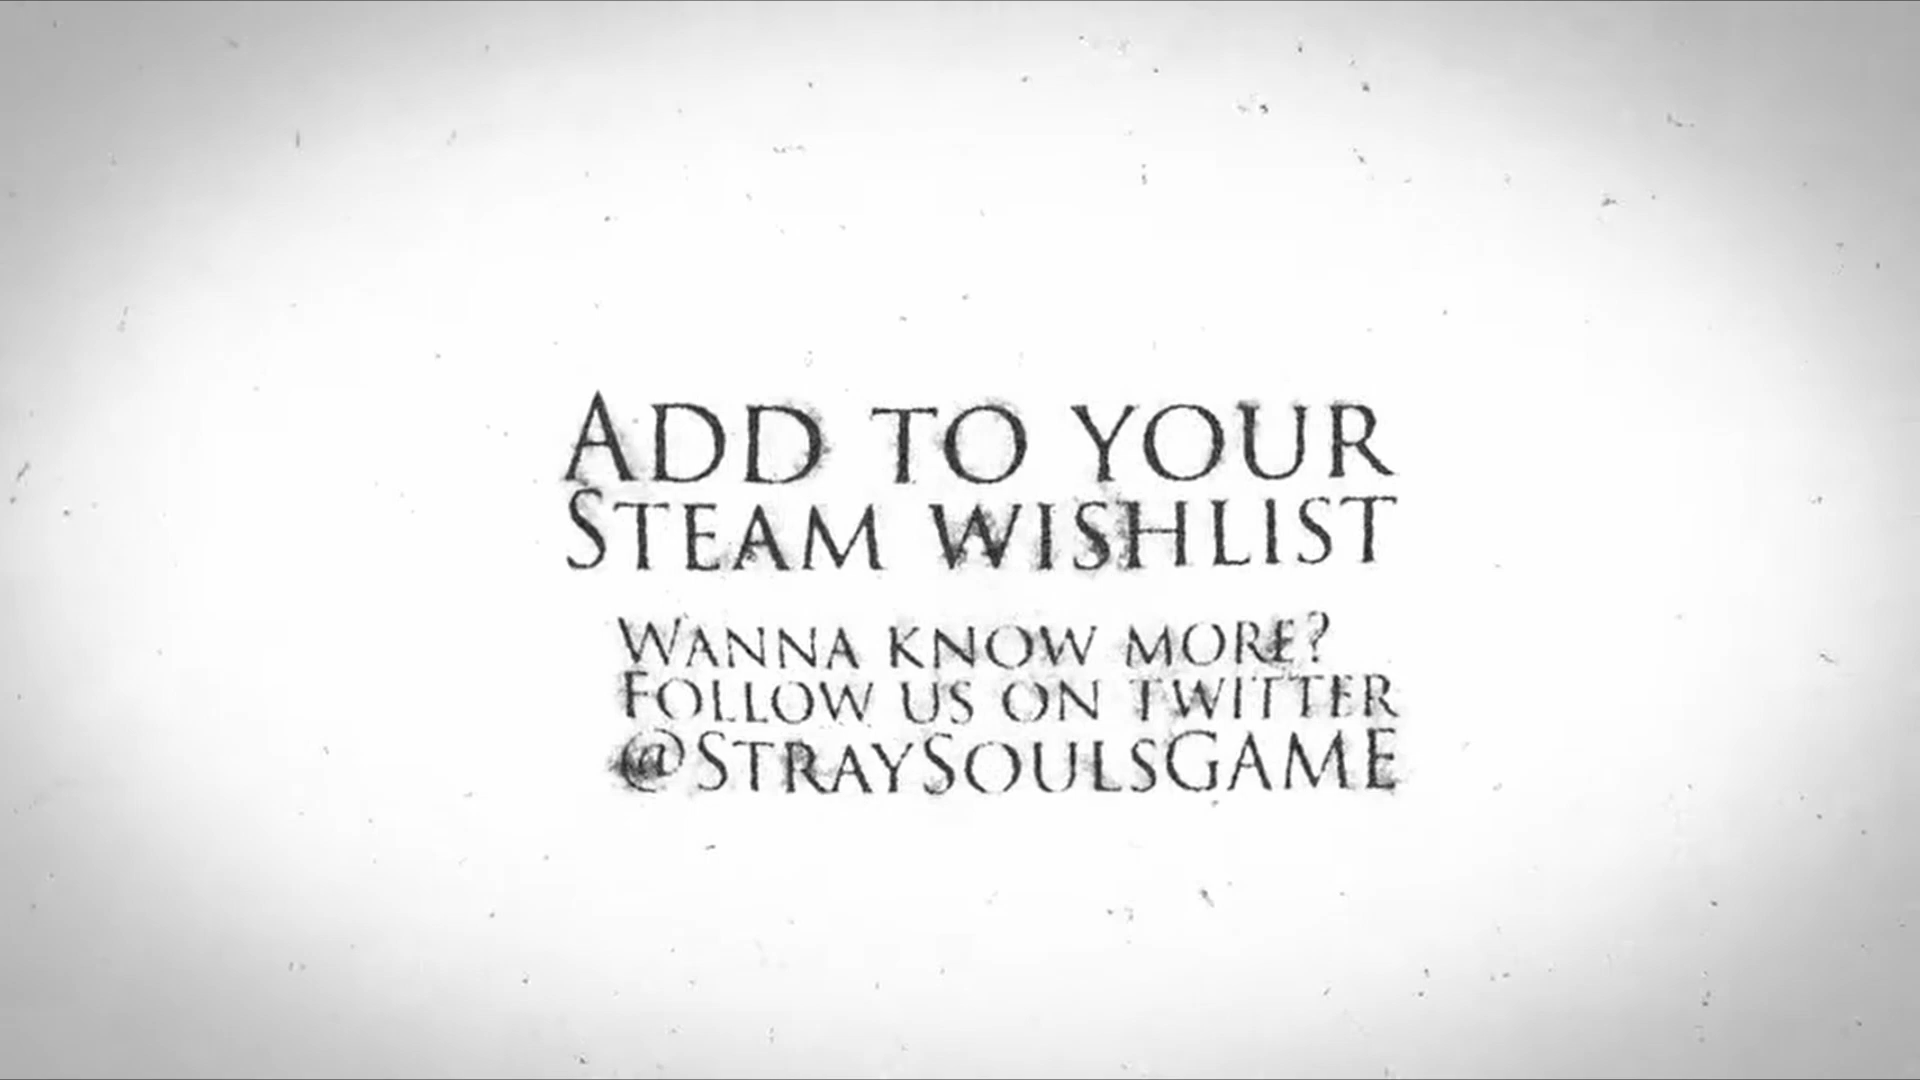 Add to your
Steam wishlist
Wanna know more?
Follow us on twitter
@StraySoulsGame